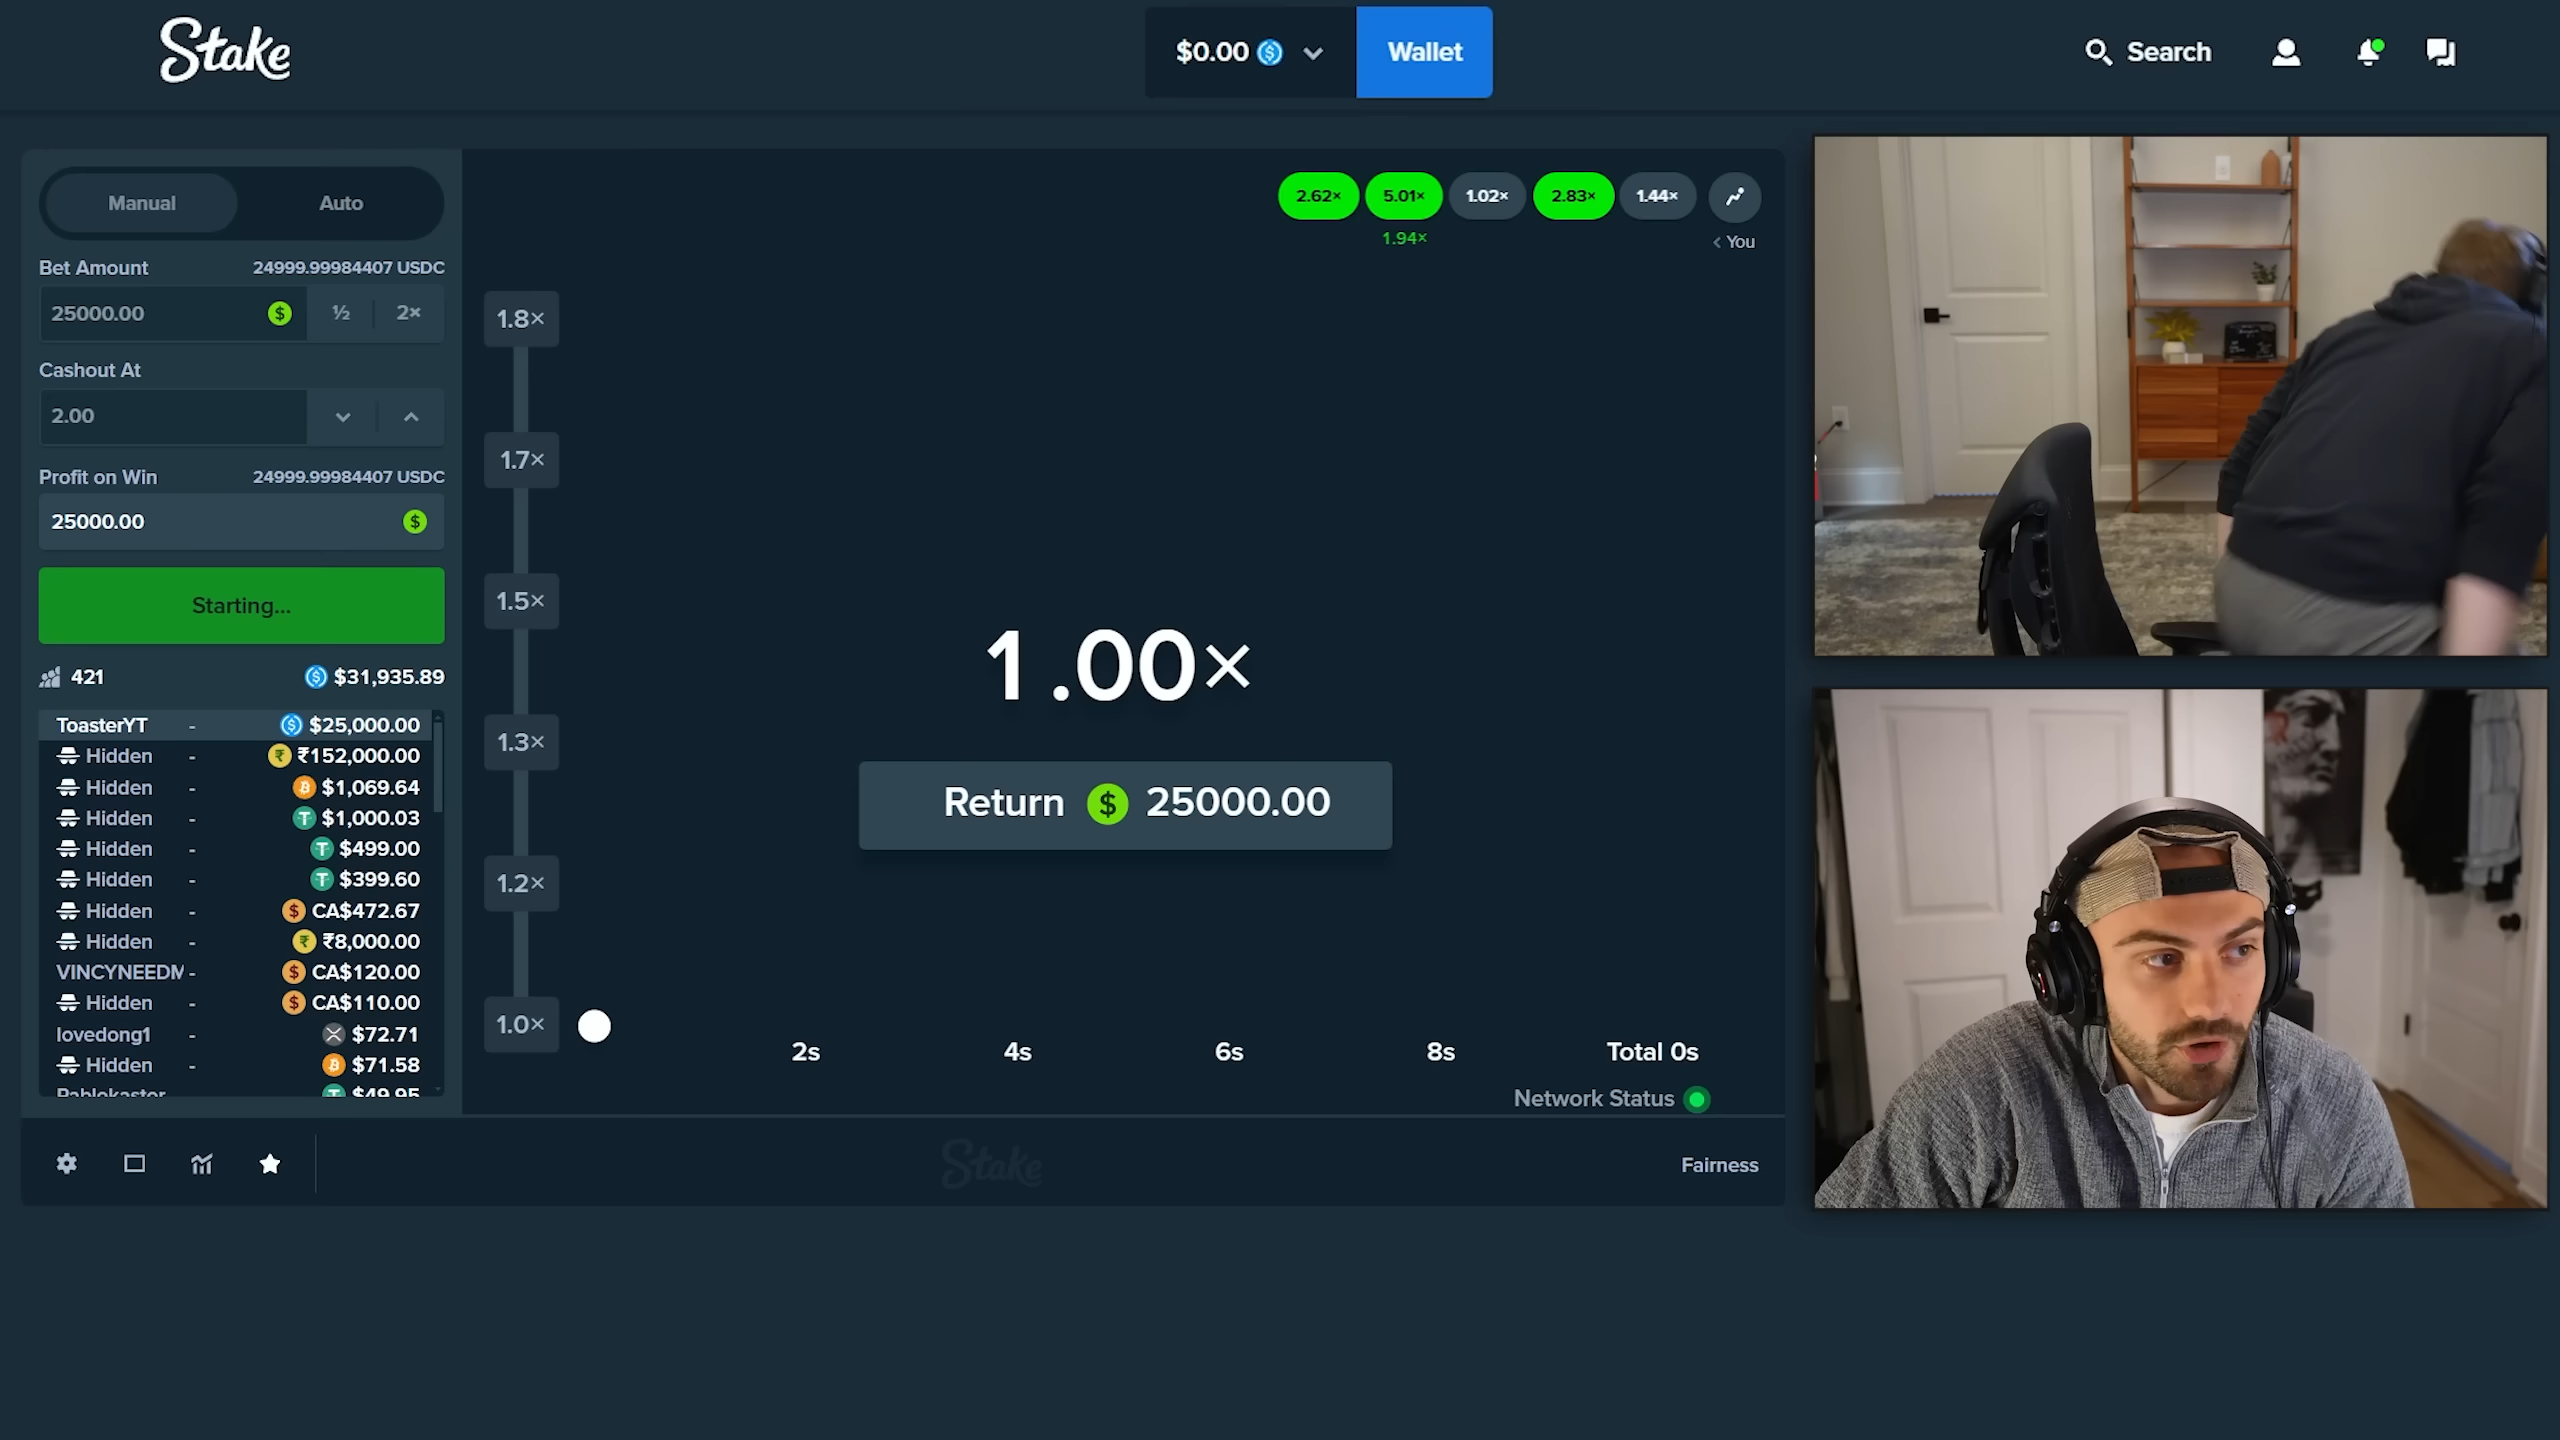 Stake
$0.00
Wallet
Search
Manual
Auto
Bet Amount
24999.99984407 USDC
25000.00
½
2×
Cashout At
2.00
Profit on Win
24999.99984407 USDC
25000.00
Starting...
421
$31,935.89
ToasterYT - $25,000.00
Hidden - ₹152,000.00
Hidden - $1,069.64
Hidden - $1,000.03
Hidden - $499.00
Hidden - $399.60
Hidden - CA$472.67
Hidden - ₹8,000.00
VINCYNEEDM - CA$120.00
Hidden - CA$110.00
lovedong1 - $72.71
Hidden - $71.58
Pablokastor $49.95
2.62×
5.01×
1.02×
2.83×
1.44×
1.94×
< You
1.8×
1.7×
1.5×
1.3×
1.2×
1.0×
1.00×
Return $ 25000.00
2s
4s
6s
8s
Total 0s
Network Status
Stake
Fairness